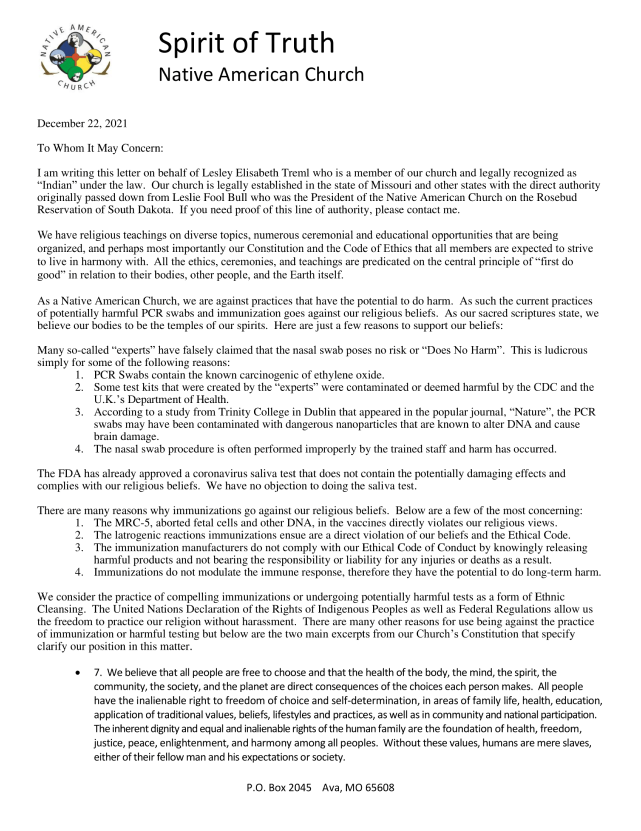 NATIVE AMERICAN
CHURCH
Spirit of Truth
Native American Church
December 22, 2021
To Whom It May Concern:
I am writing this letter on behalf of Lesley Elisabeth Treml who is a member of our church and legally recognized as
“Indian” under the law.  Our church is legally established in the state of Missouri and other states with the direct authority
originally passed down from Leslie Fool Bull who was the President of the Native American Church on the Rosebud
Reservation of South Dakota.  If you need proof of this line of authority, please contact me.
We have religious teachings on diverse topics, numerous ceremonial and educational opportunities that are being
organized, and perhaps most importantly our Constitution and the Code of Ethics that all members are expected to strive
to live in harmony with.  All the ethics, ceremonies, and teachings are predicated on the central principle of “first do
good” in relation to their bodies, other people, and the Earth itself.
As a Native American Church, we are against practices that have the potential to do harm.  As such the current practices
of potentially harmful PCR swabs and immunization goes against our religious beliefs.  As our sacred scriptures state, we
believe our bodies to be the temples of our spirits.  Here are just a few reasons to support our beliefs:
Many so-called “experts” have falsely claimed that the nasal swab poses no risk or “Does No Harm”.  This is ludicrous
simply for some of the following reasons:
1. PCR Swabs contain the known carcinogenic of ethylene oxide.
2. Some test kits that were created by the “experts” were contaminated or deemed harmful by the CDC and the
U.K.’s Department of Health.
3. According to a study from Trinity College in Dublin that appeared in the popular journal, “Nature”, the PCR
swabs may have been contaminated with dangerous nanoparticles that are known to alter DNA and cause
brain damage.
4. The nasal swab procedure is often performed improperly by the trained staff and harm has occurred.
The FDA has already approved a coronavirus saliva test that does not contain the potentially damaging effects and
complies with our religious beliefs.  We have no objection to doing the saliva test.
There are many reasons why immunizations go against our religious beliefs.  Below are a few of the most concerning:
1. The MRC-5, aborted fetal cells and other DNA, in the vaccines directly violates our religious views.
2. The Iatrogenic reactions immunizations ensue are a direct violation of our beliefs and the Ethical Code.
3. The immunization manufacturers do not comply with our Ethical Code of Conduct by knowingly releasing
harmful products and not bearing the responsibility or liability for any injuries or deaths as a result.
4. Immunizations do not modulate the immune response, therefore they have the potential to do long-term harm.
We consider the practice of compelling immunizations or undergoing potentially harmful tests as a form of Ethnic
Cleansing.  The United Nations Declaration of the Rights of Indigenous Peoples as well as Federal Regulations allow us
the freedom to practice our religion without harassment.  There are many other reasons for use being against the practice
of immunization or harmful testing but below are the two main excerpts from our Church’s Constitution that specify
clarify our position in this matter.
• 7.  We believe that all people are free to choose and that the health of the body, the mind, the spirit, the
community, the society, and the planet are direct consequences of the choices each person makes.  All people
have the inalienable right to freedom of choice and self-determination, in areas of family life, health, education,
application of traditional values, beliefs, lifestyles and practices, as well as in community and national participation.
The inherent dignity and equal and inalienable rights of the human family are the foundation of health, freedom,
justice, peace, enlightenment, and harmony among all peoples.  Without these values, humans are mere slaves,
either of their fellow man and his expectations or society.
P.O. Box 2045    Ava, MO 65608